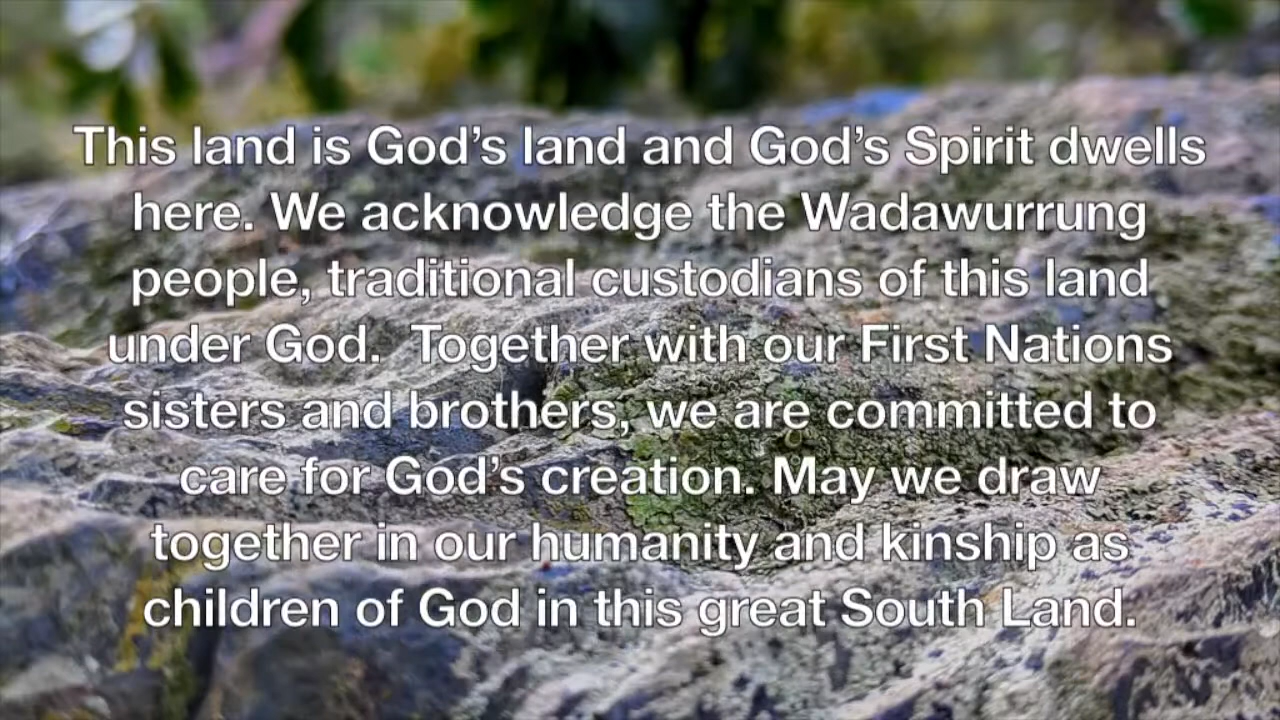 This land is God’s land and God’s Spirit dwells
here. We acknowledge the Wadawurrung
people, traditional custodians of this land
under God.  Together with our First Nations
sisters and brothers, we are committed to
care for God’s creation. May we draw
together in our humanity and kinship as
children of God in this great South Land.